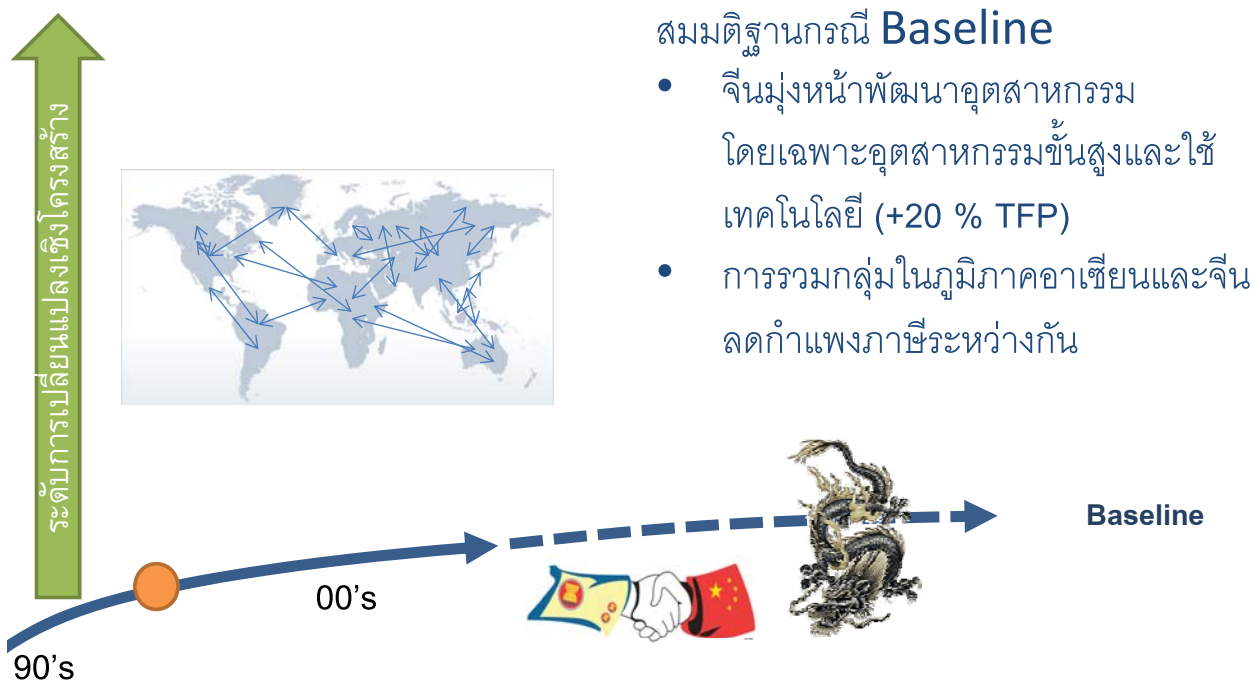 สมมติฐานกรณี Baseline
• จีนมุ่งหน้าพัฒนาอุตสาหกรรม
โดยเฉพาะอุตสาหกรรมขั้นสูงและใช้
เทคโนโลยี (+20 % TFP)
• การรวมกลุ่มในภูมิภาคอาเซียนและจีน
ลดกำแพงภาษีระหว่างกัน
ระดับการเปลี่ยนแปลงเชิงโครงสร้าง
Baseline
00's
90's